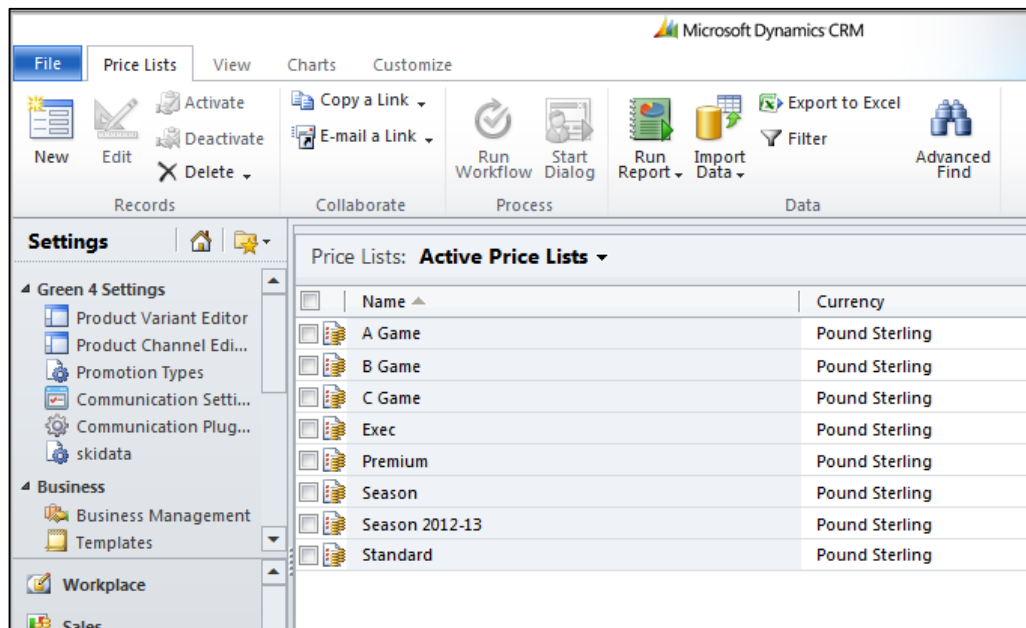 Microsoft Dynamics CRM
File Price Lists View Charts Customize
New
Edit
Activate
Deactivate
Delete
Records
Copy a Link
E-mail a Link
Collaborate
Run Workflow
Start Dialog
Process
Run Report
Import Data
Export to Excel
Filter
Advanced Find
Data
Settings
Green 4 Settings
Product Variant Editor
Product Channel Edi...
Promotion Types
Communication Setti...
Communication Plug...
skidata
Business
Business Management
Templates
Workplace
Sales
Price Lists: Active Price Lists
Name Currency
A Game Pound Sterling
B Game Pound Sterling
C Game Pound Sterling
Exec Pound Sterling
Premium Pound Sterling
Season Pound Sterling
Season 2012-13 Pound Sterling
Standard Pound Sterling